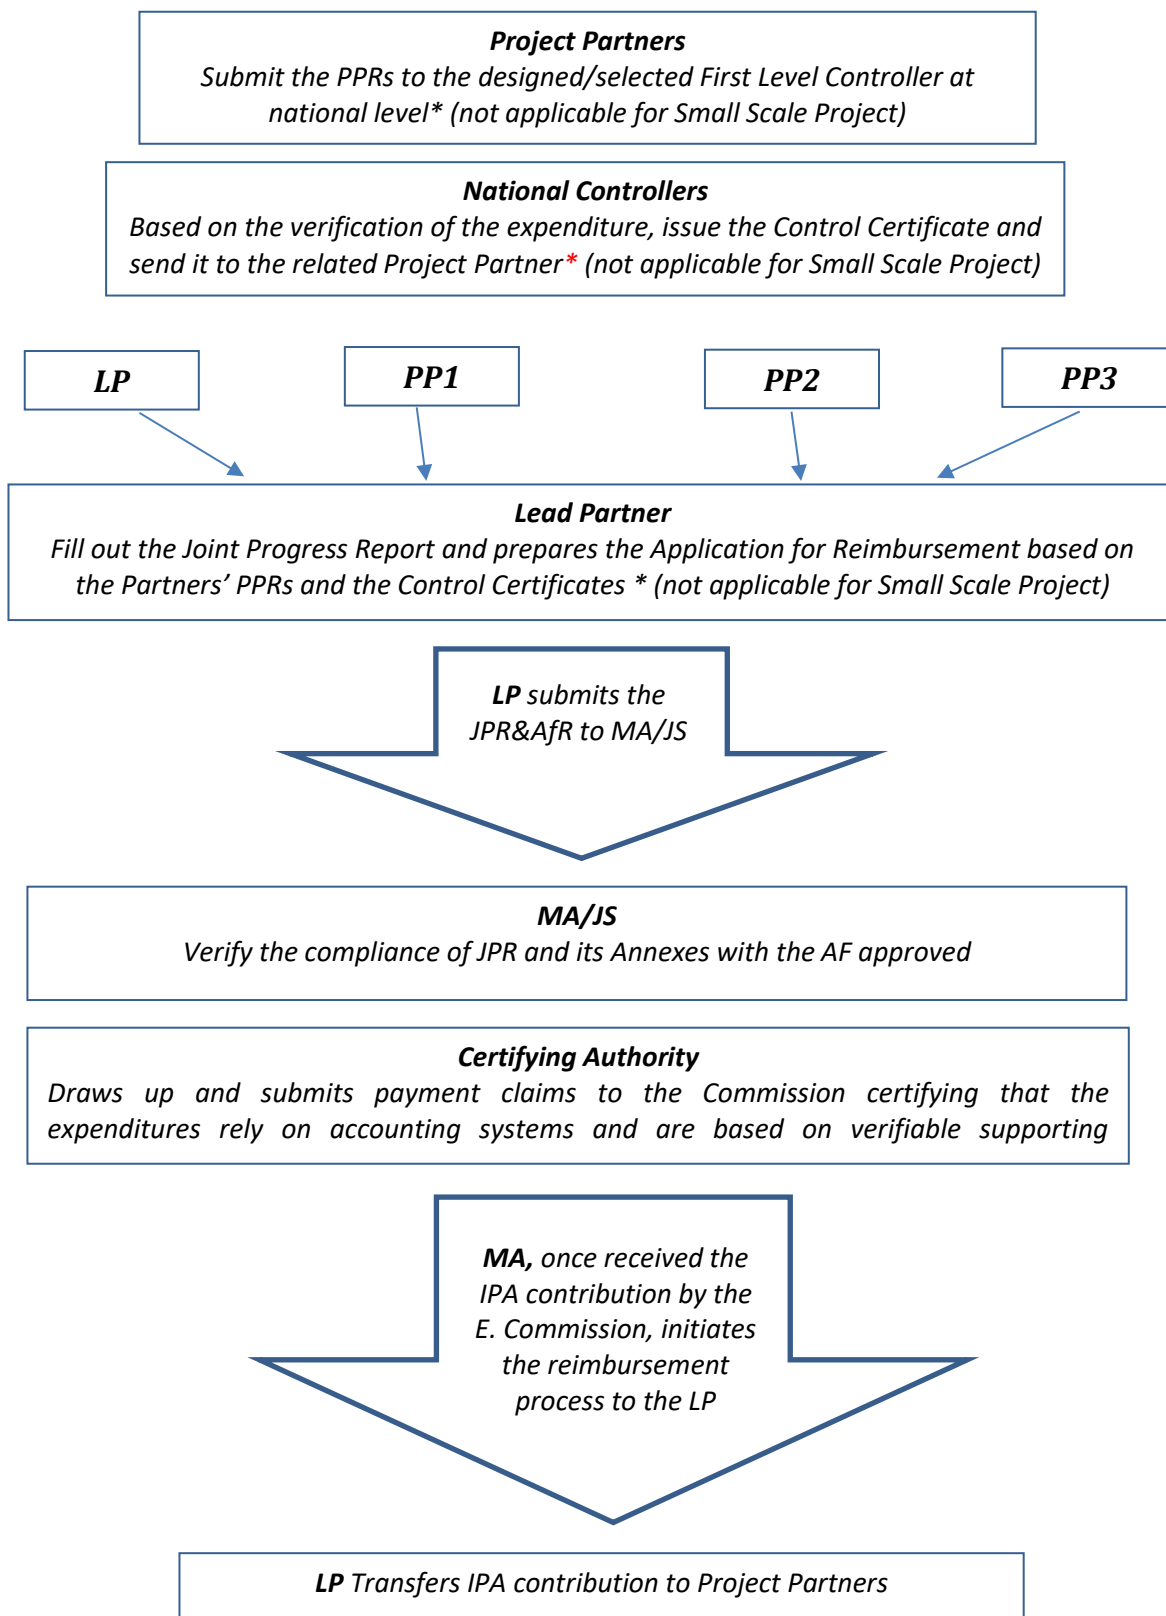 Project Partners
Submit the PPRs to the designed/selected First Level Controller at
national level* (not applicable for Small Scale Project)
National Controllers
Based on the verification of the expenditure, issue the Control Certificate and
send it to the related Project Partner* (not applicable for Small Scale Project)
LP
PP1
PP2
PP3
Lead Partner
Fill out the Joint Progress Report and prepares the Application for Reimbursement based on
the Partners’ PPRs and the Control Certificates * (not applicable for Small Scale Project)
LP submits the
JPR&AfR to MA/JS
MA/JS
Verify the compliance of JPR and its Annexes with the AF approved
Certifying Authority
Draws up and submits payment claims to the Commission certifying that the
expenditures rely on accounting systems and are based on verifiable supporting
MA, once received the
IPA contribution by the
E. Commission, initiates
the reimbursement
process to the LP
LP Transfers IPA contribution to Project Partners